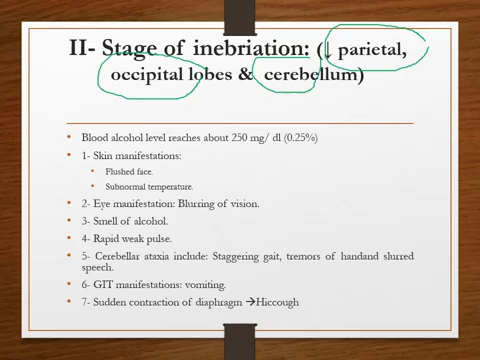 II- Stage of inebriation: (↓ parietal,
occipital lobes & cerebellum)
• Blood alcohol level reaches about 250 mg/ dl (0.25%)
• 1- Skin manifestations:
• Flushed face.
• Subnormal temperature.
• 2- Eye manifestation: Blurring of vision.
• 3- Smell of alcohol.
• 4- Rapid weak pulse.
• 5- Cerebellar ataxia include: Staggering gait, tremors of handand slurred
speech.
• 6- GIT manifestations: vomiting.
• 7- Sudden contraction of diaphragm →Hiccough